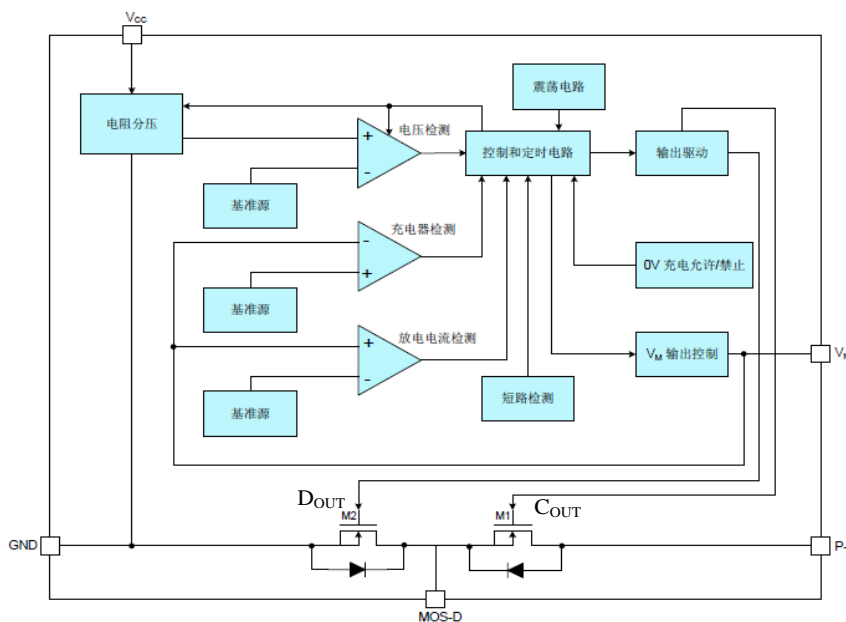 Vcc
震荡电路
电阻分压
+
电压检测
控制和定时电路
输出驱动
-
基准源
充电器检测
-
0V 充电允许/禁止
+
基准源
放电电流检测
+
VM 输出控制
-
基准源
短路检测
DOUT
COUT
M2
M1
GND
P-
MOS-D